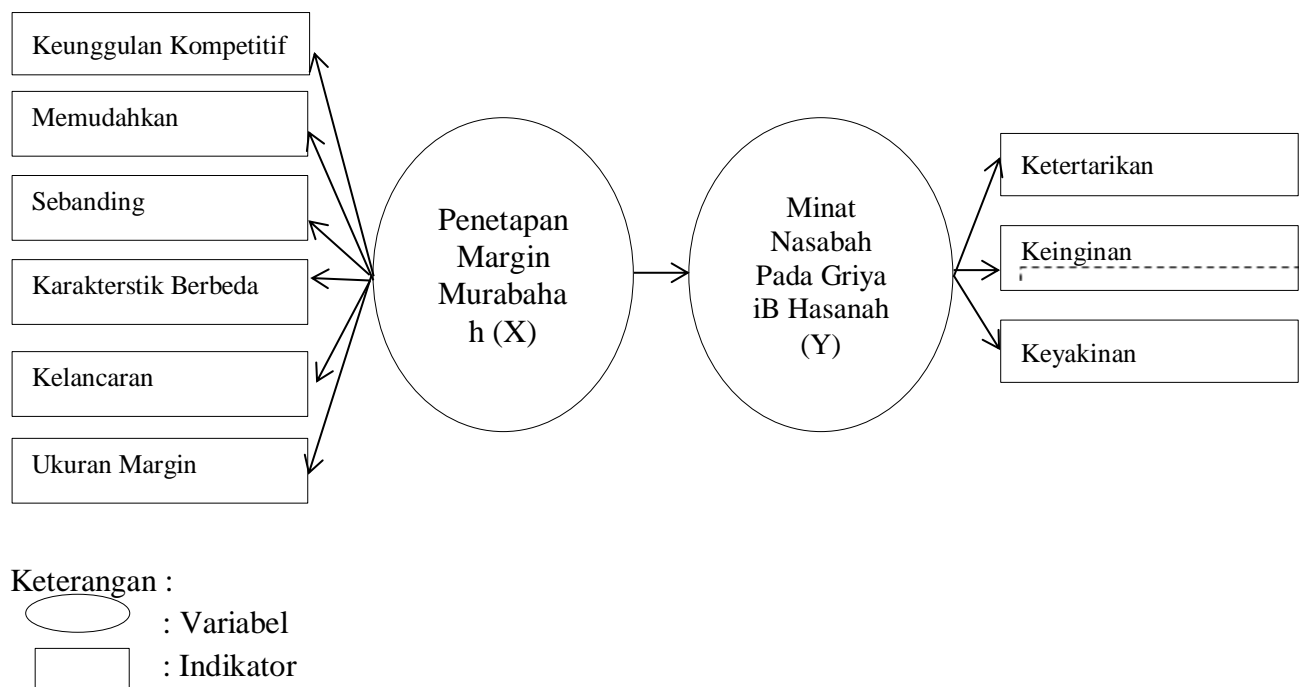 Keunggulan Kompetitif
Memudahkan
Sebanding
Karakterstik Berbeda
Kelancaran
Ukuran Margin
Penetapan
Margin
Murabaha
h (X)
Minat
Nasabah
Pada Griya
iB Hasanah
(Y)
Ketertarikan
Keinginan
Keyakinan
Keterangan :
: Variabel
: Indikator